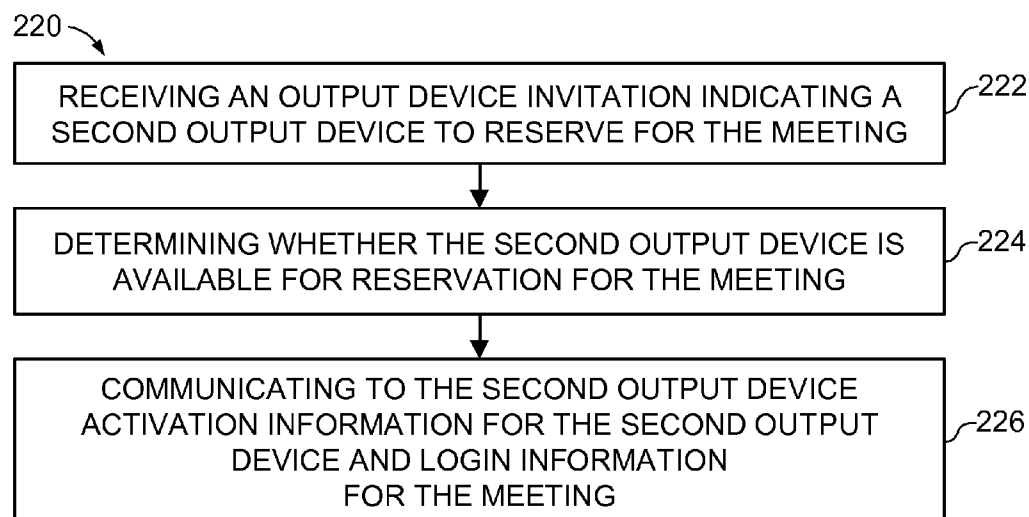 220
RECEIVING AN OUTPUT DEVICE INVITATION INDICATING A
SECOND OUTPUT DEVICE TO RESERVE FOR THE MEETING
222
DETERMINING WHETHER THE SECOND OUTPUT DEVICE IS
AVAILABLE FOR RESERVATION FOR THE MEETING
224
COMMUNICATING TO THE SECOND OUTPUT DEVICE
ACTIVATION INFORMATION FOR THE SECOND OUTPUT
DEVICE AND LOGIN INFORMATION
FOR THE MEETING
226